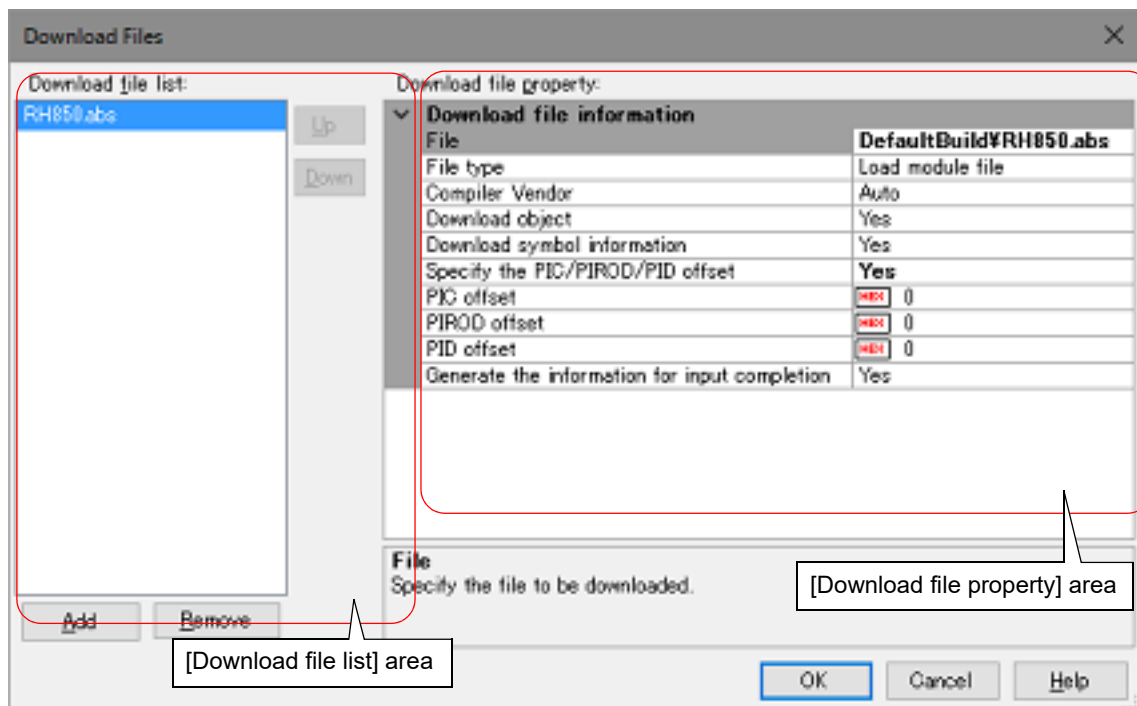 Download Files
Download file list:
RH850.abs
Up
Down
Add
Remove
[Download file list] area
Download file property:
Download file information
File DefaultBuild¥RH850.abs
File type Load module file
Compiler Vendor Auto
Download object Yes
Download symbol information Yes
Specify the PIC/PIROD/PID offset Yes
PIC offset HEX 0
PIROD offset HEX 0
PID offset HEX 0
Generate the information for input completion Yes
File
Specify the file to be downloaded.
[Download file property] area
OK
Cancel
Help